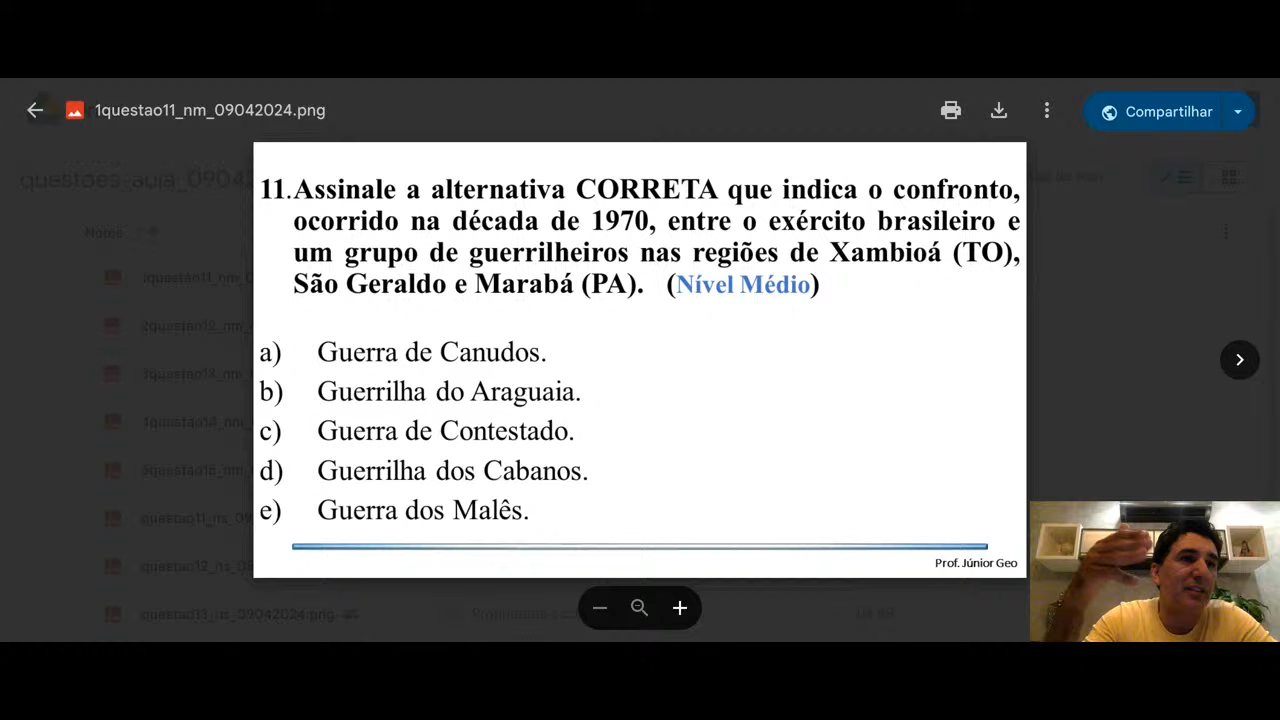 1questao11_nm_09042024.png
Compartilhar
questões_aula_0904
Nome
11.Assinale a alternativa CORRETA que indica o confronto,
ocorrido na década de 1970, entre o exército brasileiro e
um grupo de guerrilheiros nas regiões de Xambioá (TO),
São Geraldo e Marabá (PA). (Nível Médio)
a) Guerra de Canudos.
b) Guerrilha do Araguaia.
c) Guerra de Contestado.
d) Guerrilha dos Cabanos.
e) Guerra dos Malês.
Prof. Júnior Geo